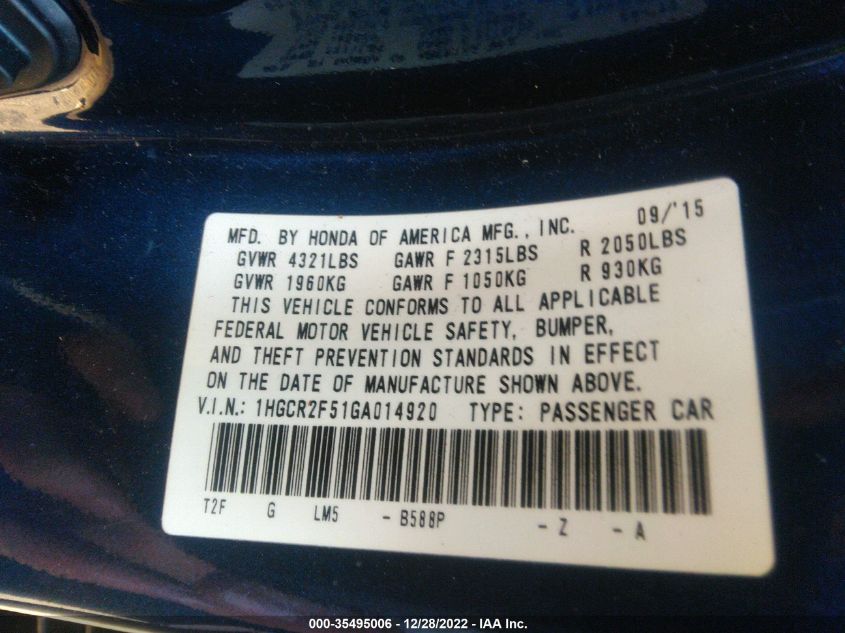 MFD. BY HONDA OF AMERICA MFG., INC. 09/'15
GVWR 4321LBS GAWR F 2315LBS R 2050LBS
GVWR 1960KG GAWR F 1050KG R 930KG
THIS VEHICLE CONFORMS TO ALL APPLICABLE
FEDERAL MOTOR VEHICLE SAFETY, BUMPER,
AND THEFT PREVENTION STANDARDS IN EFFECT
ON THE DATE OF MANUFACTURE SHOWN ABOVE.
V.I.N.: 1HGCR2F51GA014920 TYPE: PASSENGER CAR
T2F G LM5 -B588P -Z -A
000-35495006 - 12/28/2022 - IAA Inc.